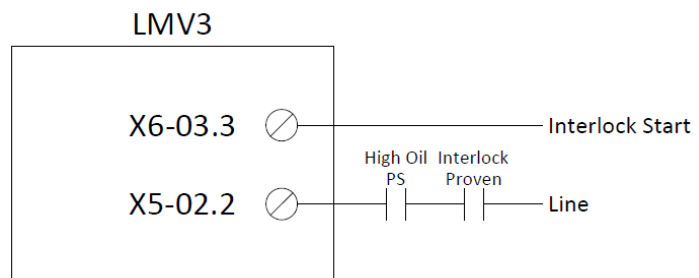 LMV3
X6-03.3
Interlock Start
High Oil PS
Interlock Proven
X5-02.2
Line